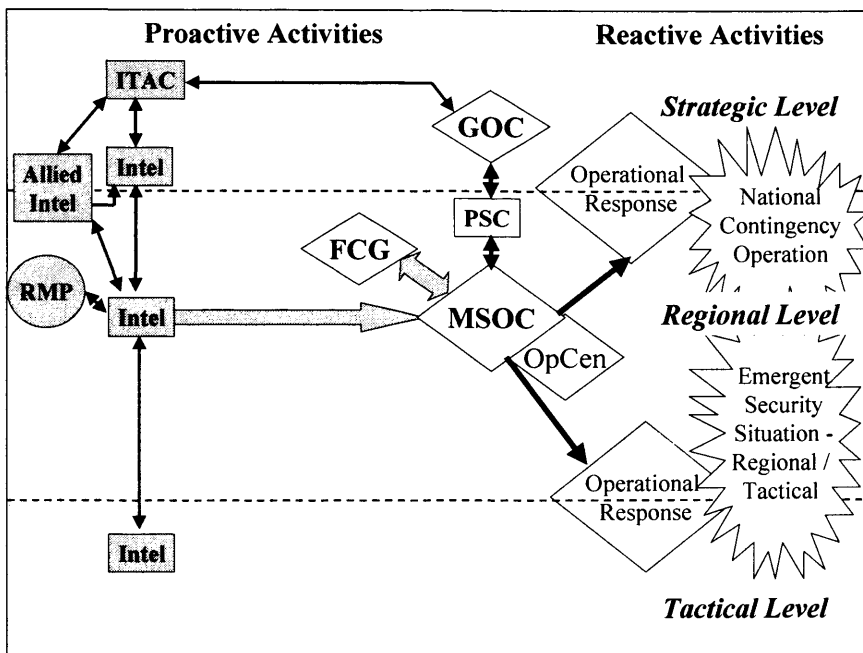 Proactive Activities
Reactive Activities
ITAC
Strategic Level
GOC
Allied
Intel
Intel
Operational
Response
National
Contingency
Operation
PSC
FCG
RMP
Intel
MSOC
Regional Level
OpCen
Emergent
Security
Situation -
Regional /
Tactical
Operational
Response
Intel
Tactical Level